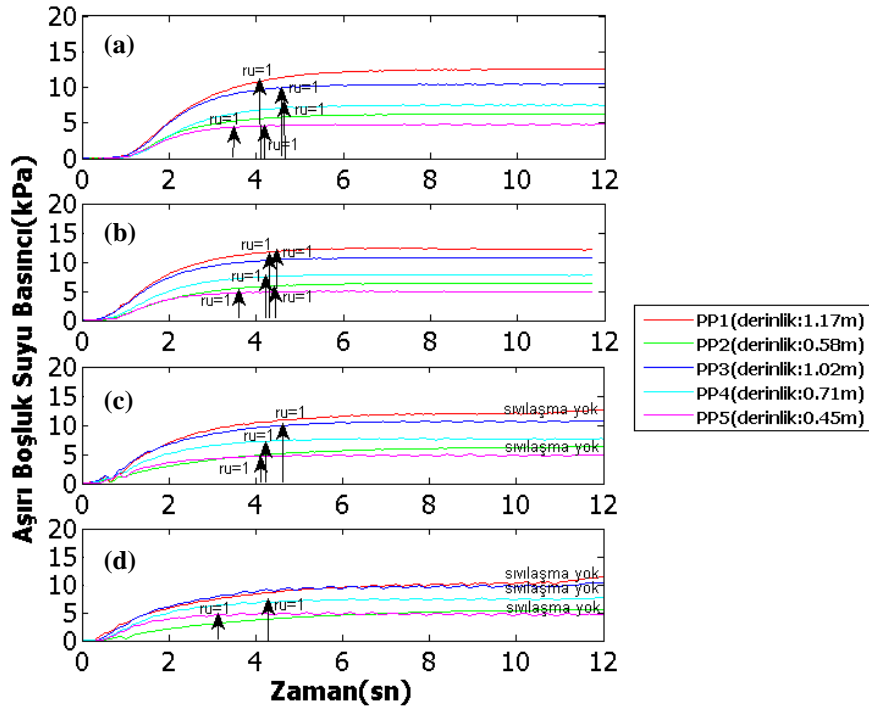 Aşırı Boşluk Suyu Basıncı(kPa)
20
15
10
5
0
(a)
ru=1
ru=1
ru=1
ru=1
ru=1
0 2 4 6 8 10 12
20
15
10
5
0
(b)
ru=1
ru=1
ru=1
ru=1
ru=1
0 2 4 6 8 10 12
20
15
10
5
0
(c)
ru=1
sıvılaşma yok
ru=1
sıvılaşma yok
ru=1
0 2 4 6 8 10 12
20
15
10
5
0
(d)
sıvılaşma yok
sıvılaşma yok
ru=1
ru=1
sıvılaşma yok
0 2 4 6 8 10 12
Zaman(sn)
PP1(derinlik:1.17m)
PP2(derinlik:0.58m)
PP3(derinlik:1.02m)
PP4(derinlik:0.71m)
PP5(derinlik:0.45m)